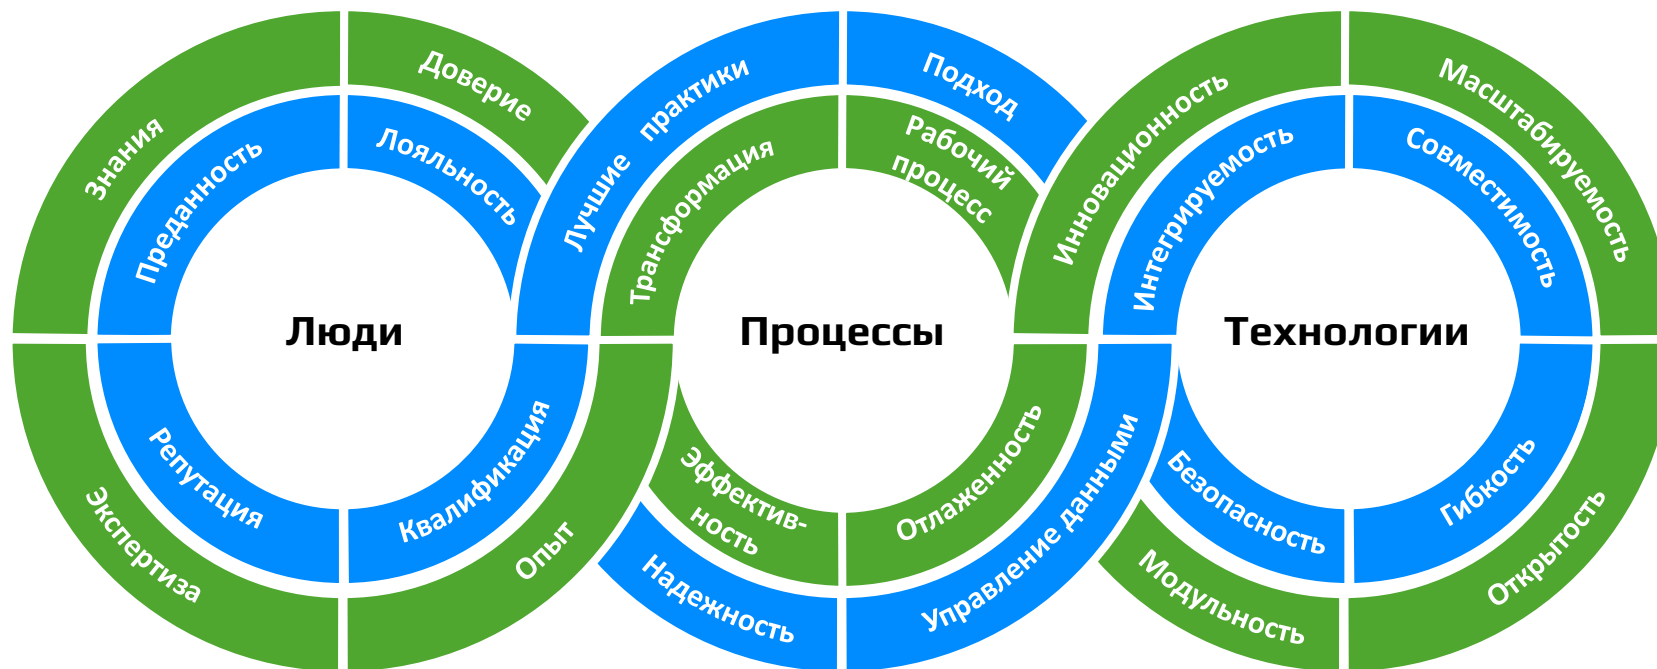 Знания
Доверие
Преданность
Лояльность
Люди
Репутация
Квалификация
Экспертиза
Опыт
Лучшие практики
Подход
Трансформация
Рабочий
процесс
Процессы
Эффектив-
ность
Отлаженность
Надежность
Управление данными
Инновационность
Масштабируемость
Интегрируемость
Совместимость
Технологии
Безопасность
Гибкость
Модульность
Открытость